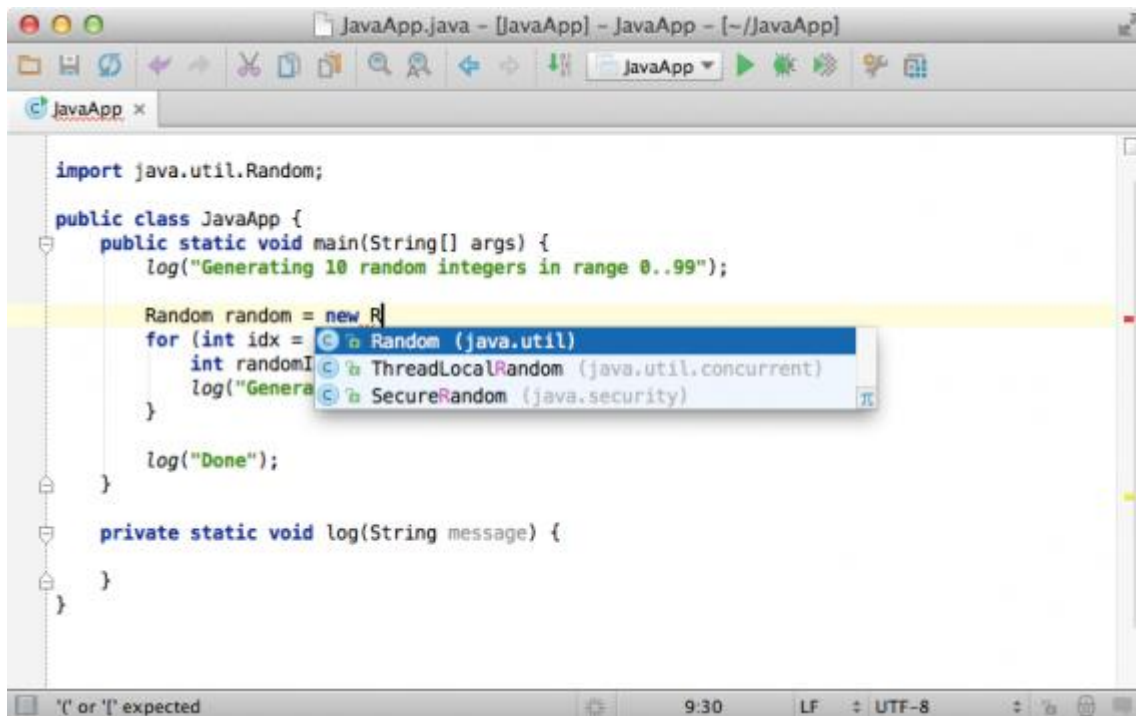 JavaApp.java – [JavaApp] – JavaApp – [~/JavaApp]
JavaApp
JavaApp ×
import java.util.Random;
public class JavaApp {
public static void main(String[] args) {
log("Generating 10 random integers in range 0..99");
Random random = new R
for (int idx =
Random (java.util)
int randomI
ThreadLocalRandom (java.util.concurrent)
log("Genera
SecureRandom (java.security)
π
}
log("Done");
}
private static void log(String message) {
}
}
'(' or '[' expected
9:30 LF UTF-8